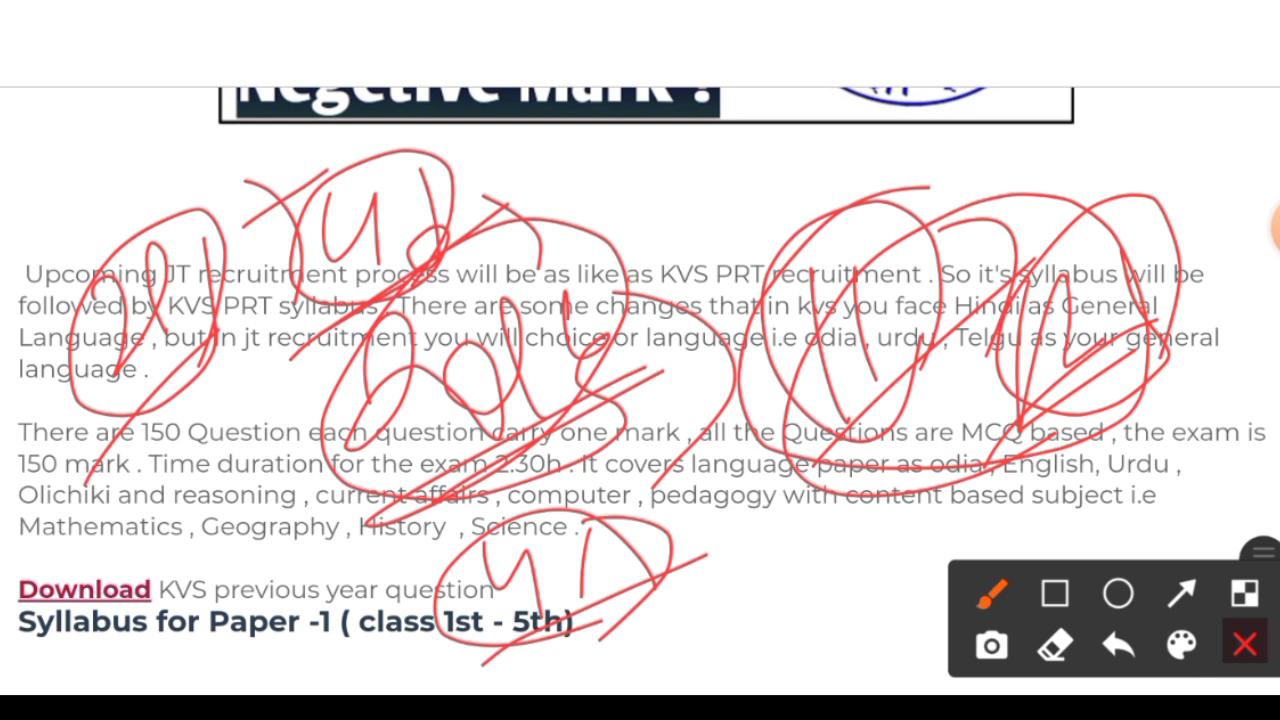 Negetive Mark ?
Upcoming JT recruitment process will be as like as KVS PRT recruitment . So it's syllabus will be
followed by KVS PRT syllabus . There are some changes that in kvs you face Hindi as General
Language , but in jt recruitment you will choice or language i.e odia , urdu , Telgu as your general
language .
There are 150 Question each question carry one mark , all the Questions are MCQ based , the exam is
150 mark . Time duration for the exam 2.30h . It covers language paper as odia , English, Urdu ,
Olichiki and reasoning , current affairs , computer , pedagogy with content based subject i.e
Mathematics , Geography , History , Science .
Download KVS previous year question
Syllabus for Paper -1 ( class 1st - 5th)